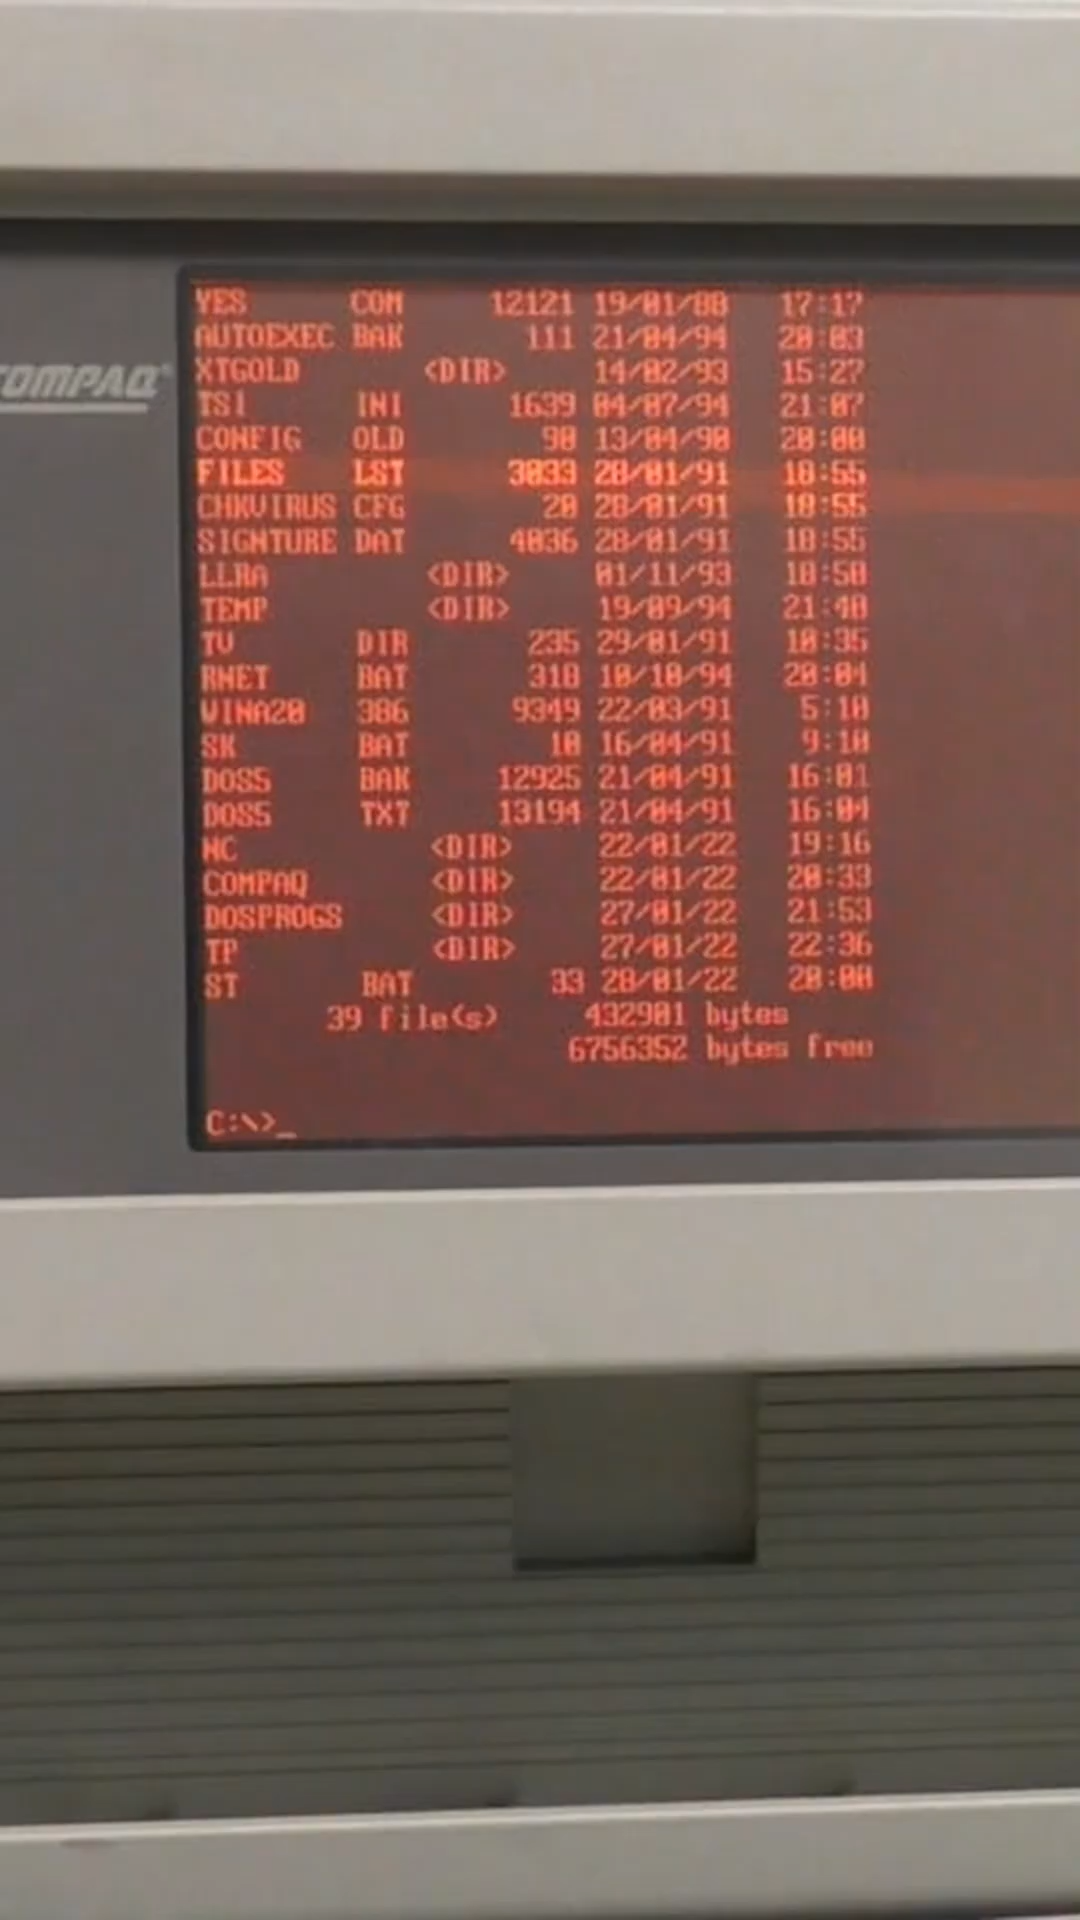 COMPAQ
YES COM 12121 19/01/88 17:17
AUTOEXEC BAK 111 21/04/94 20:03
XTGOLD <DIR> 14/02/93 15:27
TS1 INI 1639 04/07/94 21:07
CONFIG OLD 90 13/04/90 20:00
FILES LST 3033 28/01/91 18:55
CHKVIRUS CFG 20 28/01/91 18:55
SIGNTURE DAT 4036 28/01/91 18:55
LLRA <DIR> 01/11/93 18:50
TEMP <DIR> 19/09/94 21:40
TV DIR 235 29/01/91 10:35
RNET BAT 318 10/10/94 20:04
WINA20 386 9349 22/03/91 5:10
SK BAT 10 16/04/91 9:10
DOS5 BAK 12925 21/04/91 16:01
DOS5 TXT 13194 21/04/91 16:04
NC <DIR> 22/01/22 19:16
COMPAQ <DIR> 22/01/22 20:33
DOSPROGS <DIR> 27/01/22 21:53
TP <DIR> 27/01/22 22:36
ST BAT 33 28/01/22 20:00
39 file(s) 432901 bytes
6756352 bytes free
C:\>_